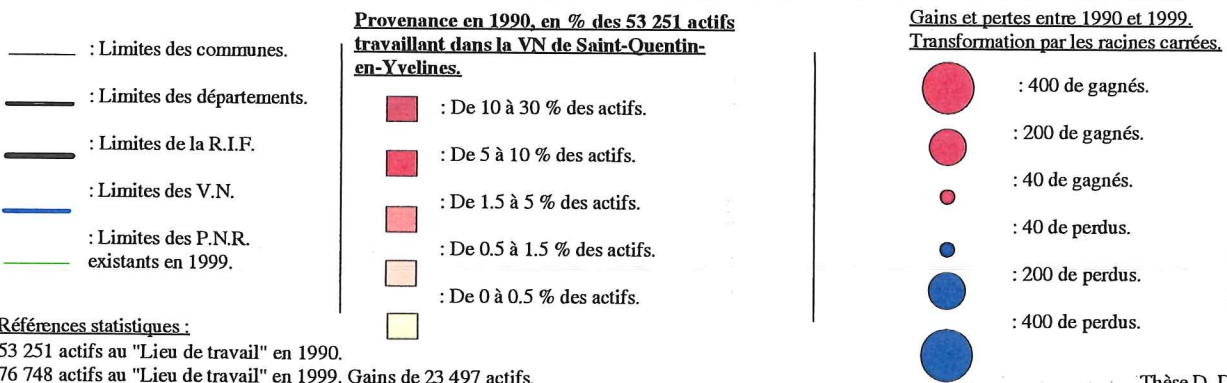 : Limites des communes.
: Limites des départements.
: Limites de la R.I.F.
: Limites des V.N.
: Limites des P.N.R.
existants en 1999.
Provenance en 1990, en % des 53 251 actifs
travaillant dans la VN de Saint-Quentin-
en-Yvelines.
: De 10 à 30 % des actifs.
: De 5 à 10 % des actifs.
: De 1.5 à 5 % des actifs.
: De 0.5 à 1.5 % des actifs.
: De 0 à 0.5 % des actifs.
Gains et pertes entre 1990 et 1999.
Transformation par les racines carrées.
: 400 de gagnés.
: 200 de gagnés.
: 40 de gagnés.
: 40 de perdus.
: 200 de perdus.
: 400 de perdus.
Références statistiques :
53 251 actifs au "Lieu de travail" en 1990.
76 748 actifs au "Lieu de travail" en 1999. Gains de 23 497 actifs.
Thèse D.